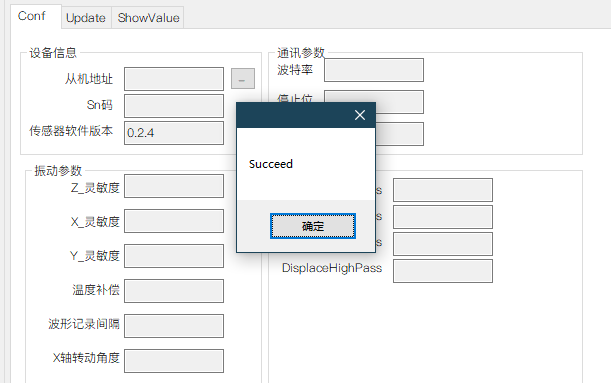 Conf
Update
ShowValue
设备信息
从机地址
...
Sn码
传感器软件版本
0.2.4
通讯参数
波特率
停止位
Succeed
确定
振动参数
Z_灵敏度
X_灵敏度
Y_灵敏度
温度补偿
波形记录间隔
X轴转动角度
s
s
s
DisplaceHighPass